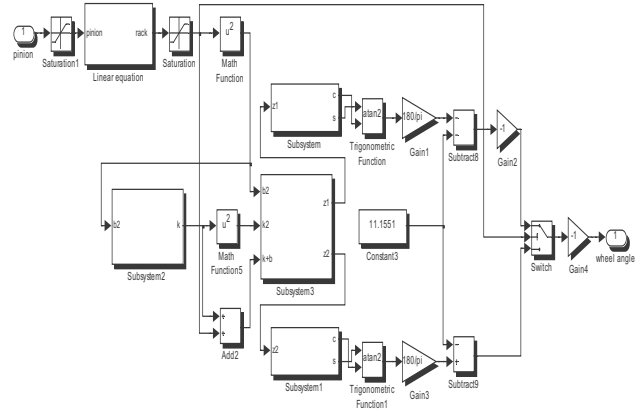 1
pinion
Saturation1
pinion
rack
Linear equation
Saturation
u²
Math
Function
z1
c
s
Subsystem
atan2
Trigonometric
Function
180/pi
Gain1
Subtract8
-1
Gain2
b2
k
Subsystem2
u²
Math
Function5
b2
k2
k+b
z1
z2
Subsystem3
11.1551
Constant3
Switch
-1
Gain4
1
wheel angle
Add2
z2
c
s
Subsystem1
atan2
Trigonometric
Function1
180/pi
Gain3
Subtract9